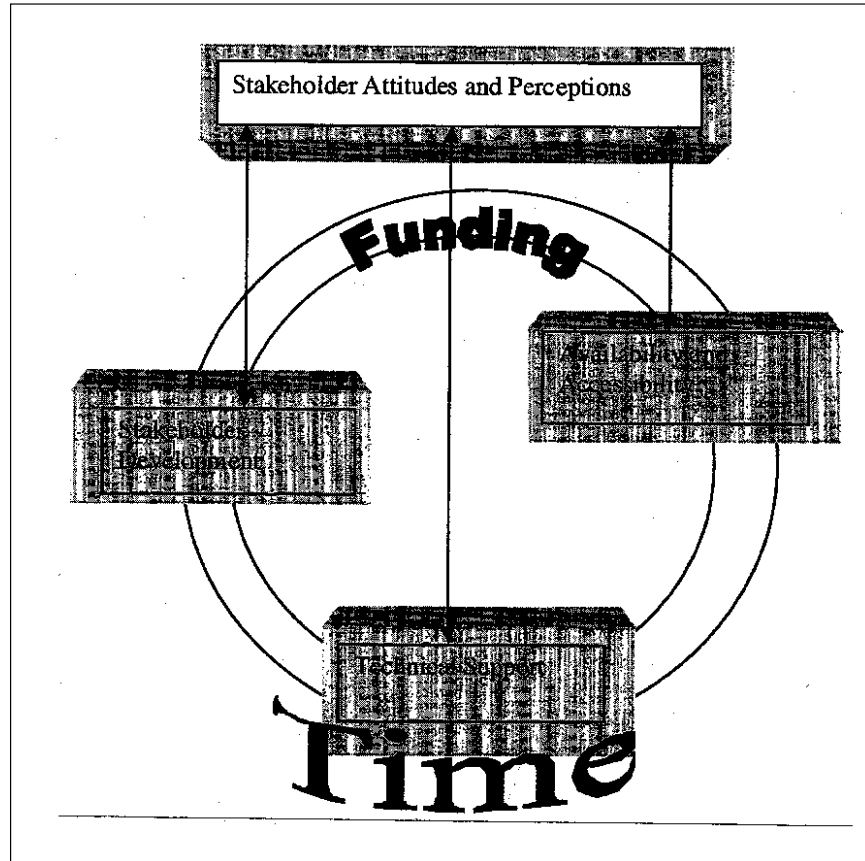 Stakeholder Attitudes and Perceptions
Funding
Availability and
Accessibility
Stakeholder
Development
Technical Support
Time